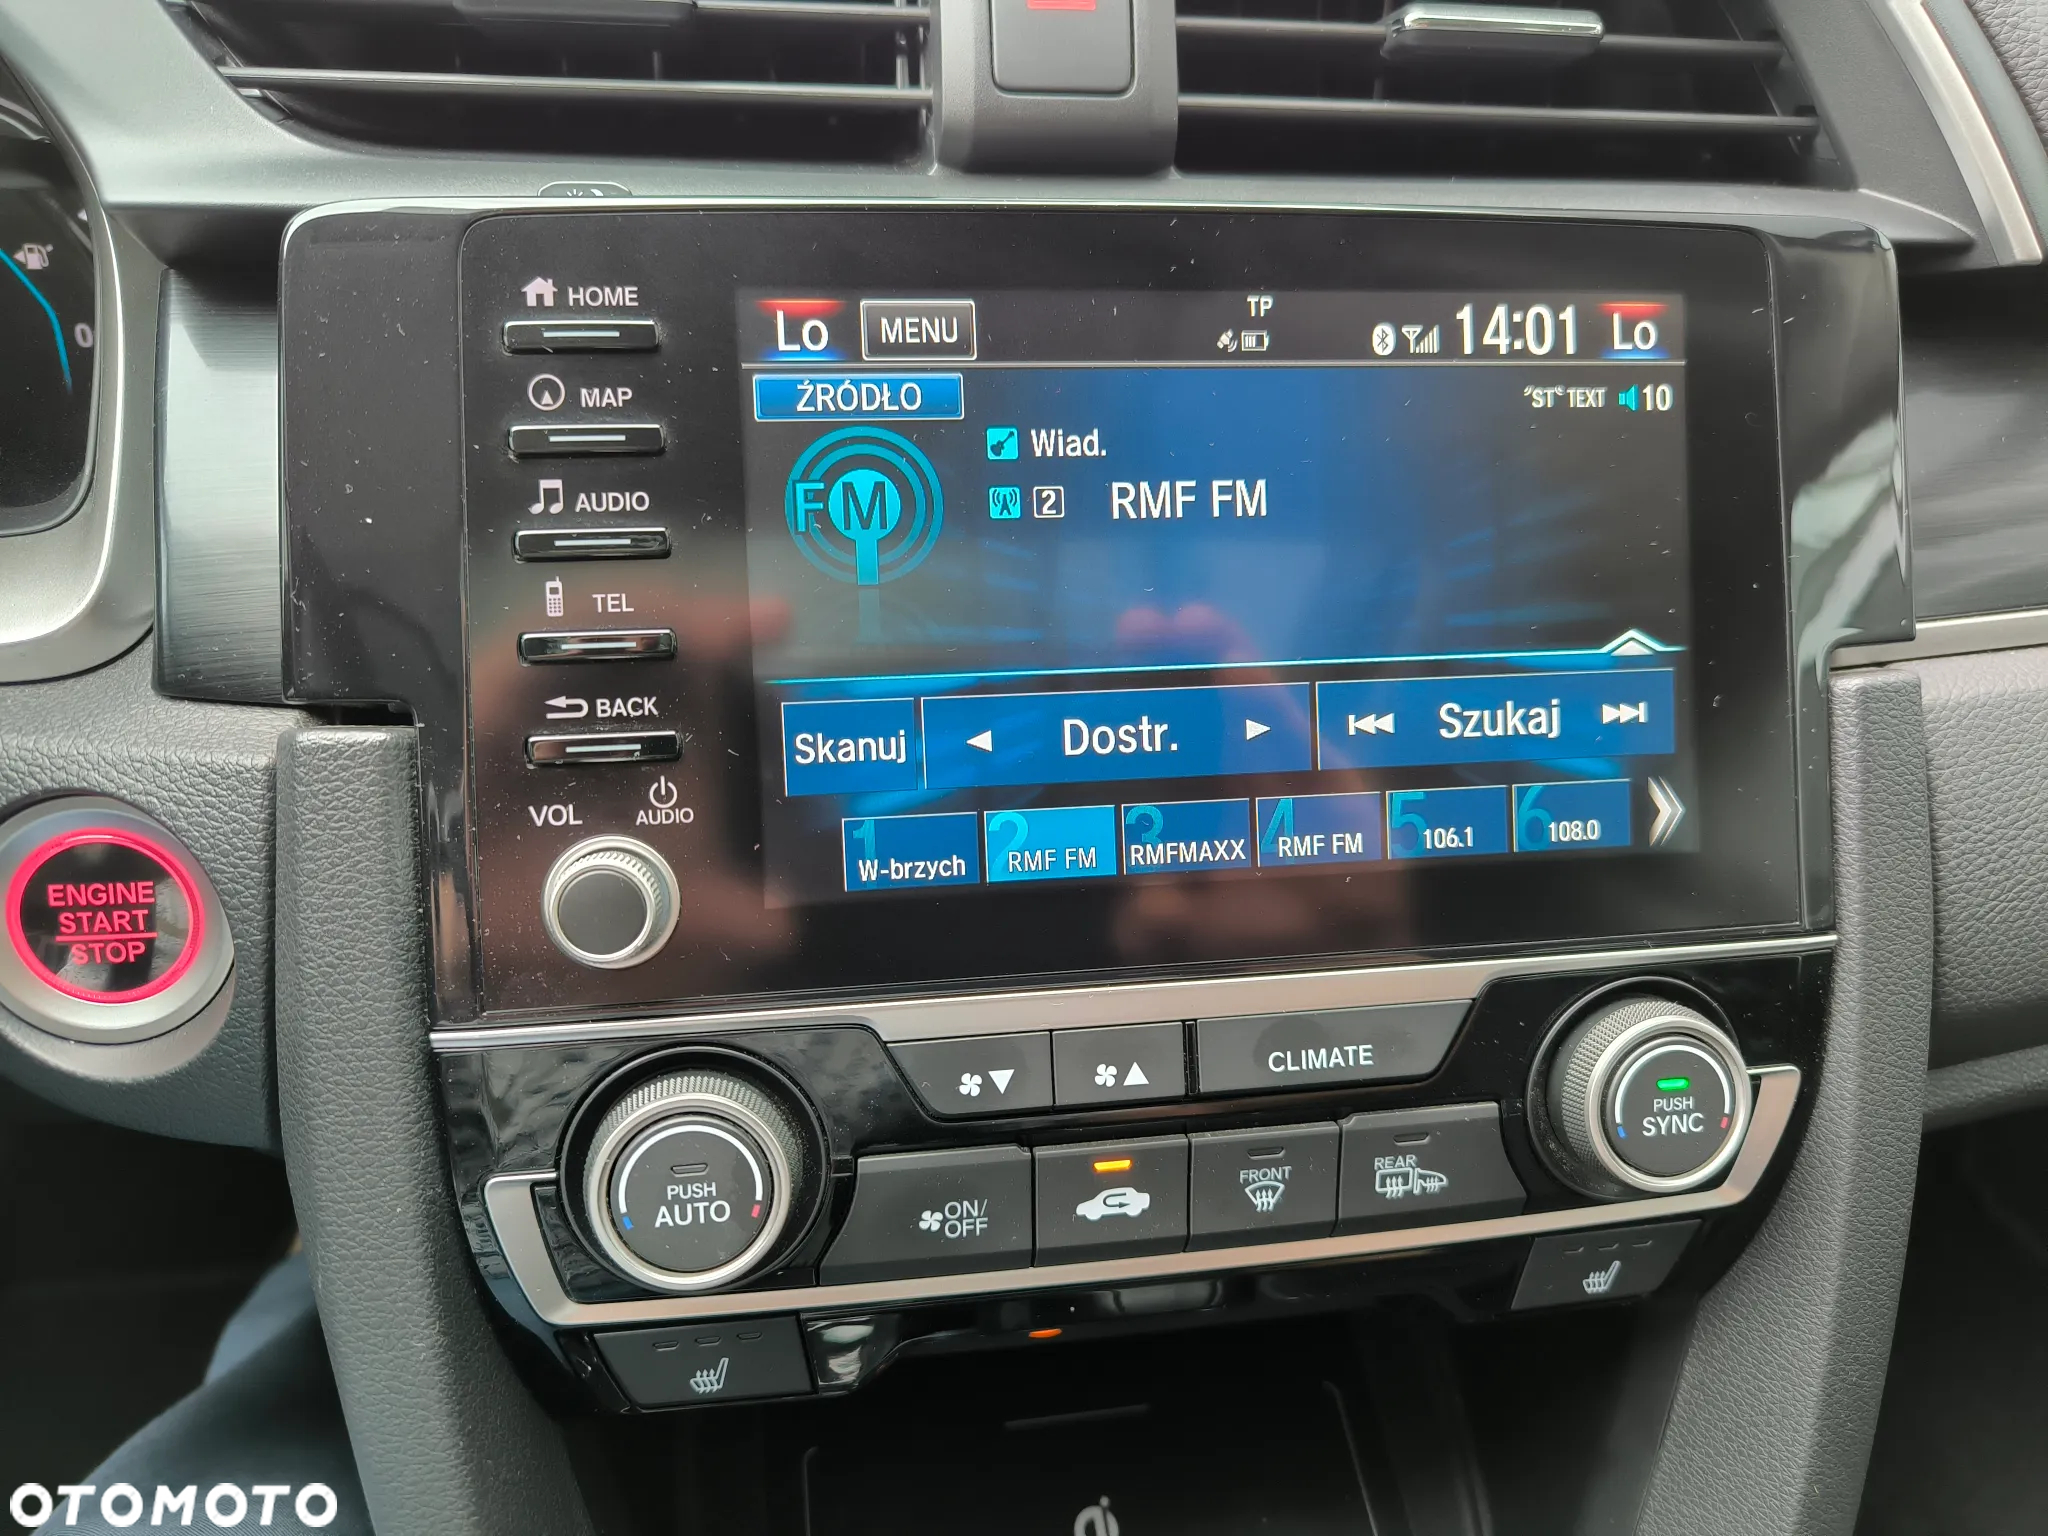 HOME
MAP
AUDIO
TEL
BACK
VOL
AUDIO
Lo
MENU
TP
14:01
Lo
ŹRÓDŁO
"ST" TEXT
10
FM
Wiad.
2
RMF FM
Skanuj
Dostr.
Szukaj
1 W-brzych
2 RMF FM
3 RMFMAXX
4 RMF FM
5 106.1
6 108.0
0
ENGINE
START
STOP
CLIMATE
PUSH
AUTO
ON/
OFF
FRONT
REAR
PUSH
SYNC
qi
OTOMOTO